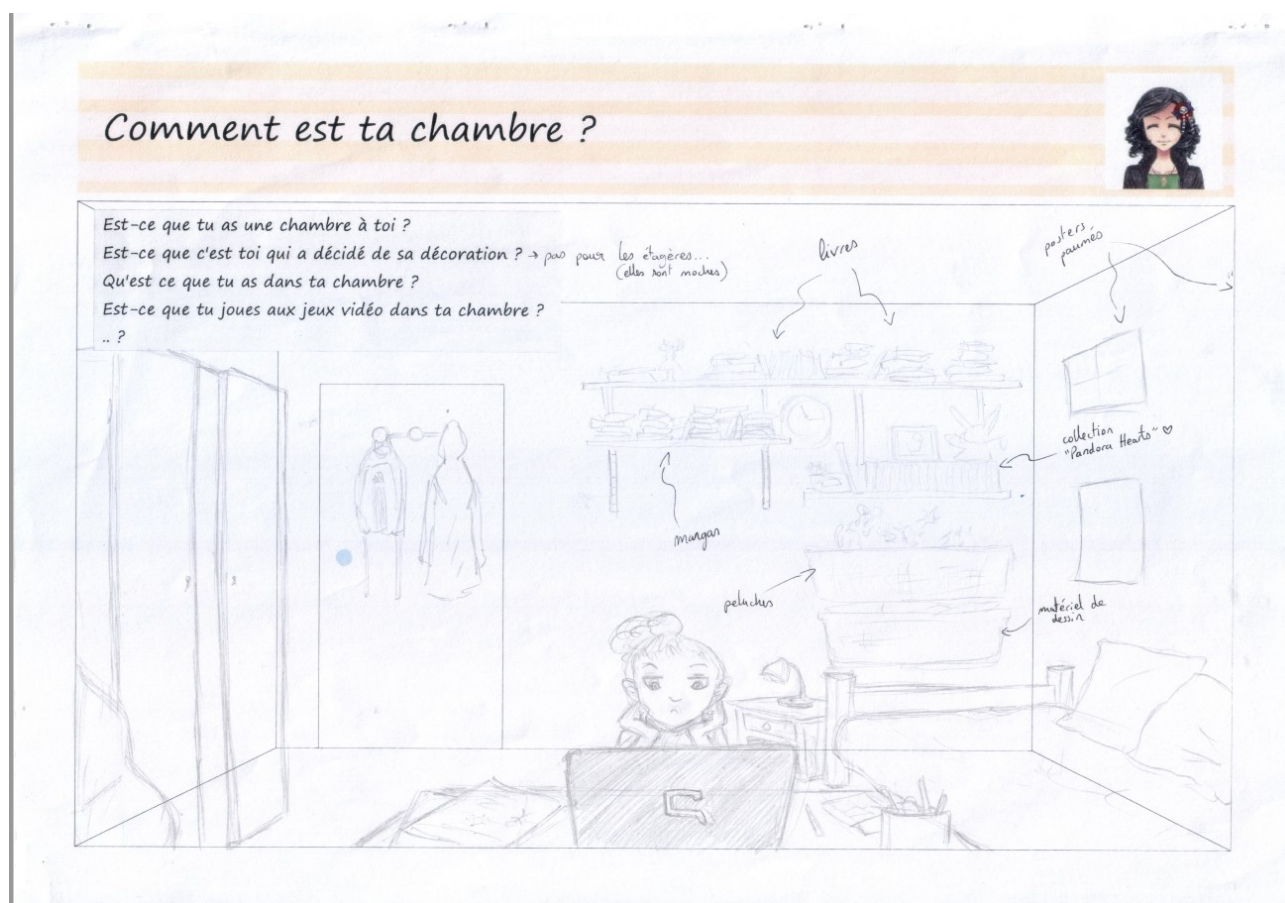 Comment est ta chambre ?
Est-ce que tu as une chambre à toi ?
Est-ce que c'est toi qui a décidé de sa décoration ? → pas pour les étagères...
(elles sont moches)
Qu'est ce que tu as dans ta chambre ?
Est-ce que tu joues aux jeux vidéo dans ta chambre ?
.. ?
livres
posters
paumés
collection
"Pandora Hearts" ♡
mangas
peluches
matériel de
dessin